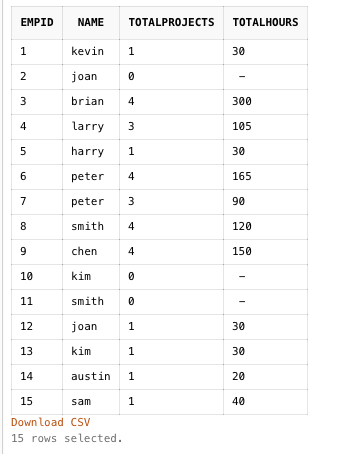 EMPID NAME TOTALPROJECTS TOTALHOURS
1 kevin 1 30
2 joan 0 –
3 brian 4 300
4 larry 3 105
5 harry 1 30
6 peter 4 165
7 peter 3 90
8 smith 4 120
9 chen 4 150
10 kim 0 –
11 smith 0 –
12 joan 1 30
13 kim 1 30
14 austin 1 20
15 sam 1 40
Download CSV
15 rows selected.